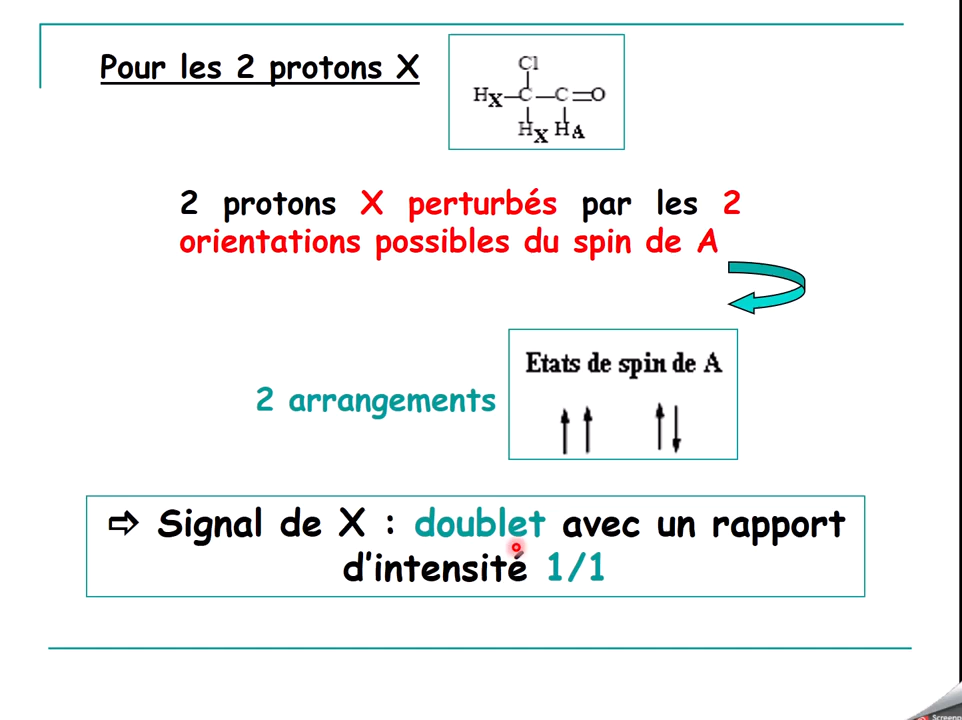 Pour les 2 protons X
Cl
Hx–C–C=O
Hx HA
2 protons X perturbés par les 2
orientations possibles du spin de A
Etats de spin de A
2 arrangements
⇨ Signal de X : doublet avec un rapport
d'intensité 1/1